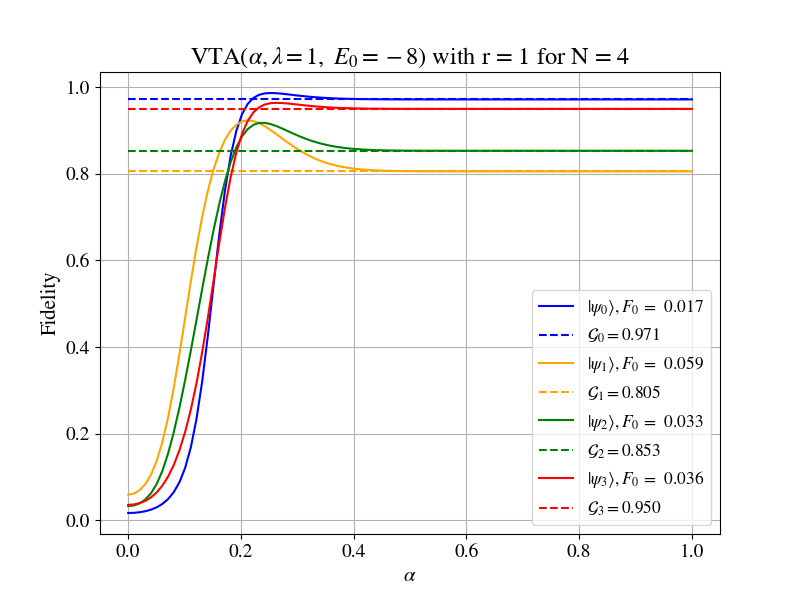 VTA(α, λ = 1, E₀ = −8) with r = 1 for N = 4
Fidelity
1.0
0.8
0.6
0.4
0.2
0.0
|ψ₀⟩, F₀ = 0.017
𝒢₀ = 0.971
|ψ₁⟩, F₀ = 0.059
𝒢₁ = 0.805
|ψ₂⟩, F₀ = 0.033
𝒢₂ = 0.853
|ψ₃⟩, F₀ = 0.036
𝒢₃ = 0.950
0.0 0.2 0.4 0.6 0.8 1.0
α